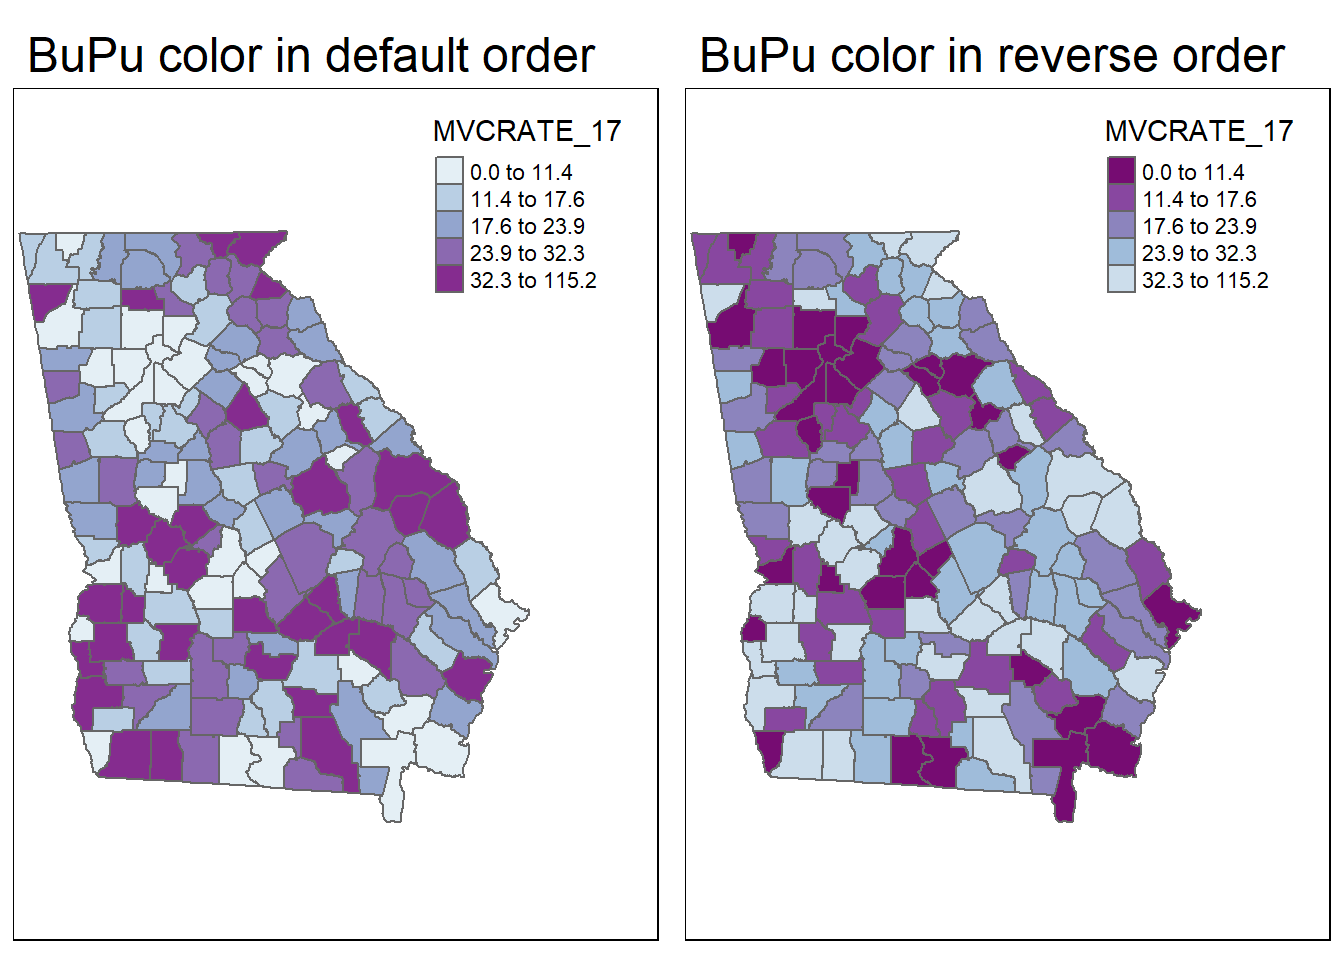 BuPu color in default order
MVCRATE_17
0.0 to 11.4
11.4 to 17.6
17.6 to 23.9
23.9 to 32.3
32.3 to 115.2
BuPu color in reverse order
MVCRATE_17
0.0 to 11.4
11.4 to 17.6
17.6 to 23.9
23.9 to 32.3
32.3 to 115.2